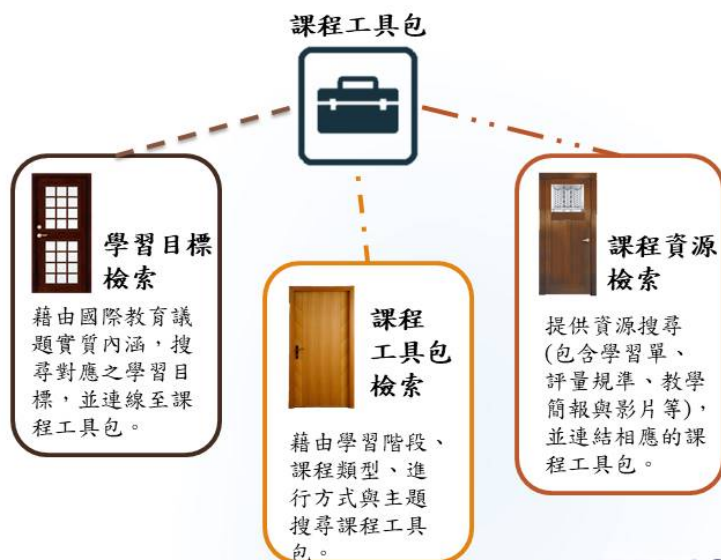 課程工具包
學習目標
檢索
藉由國際教育議
題實質內涵，搜
尋對應之學習目
標，並連線至課
程工具包。
課程
工具包
檢索
藉由學習階段、
課程類型、進
行方式與主題
搜尋課程工具
包。
課程資源
檢索
提供資源搜尋
(包含學習單、
評量規準、教學
簡報與影片等)，
並連結相應的課
程工具包。